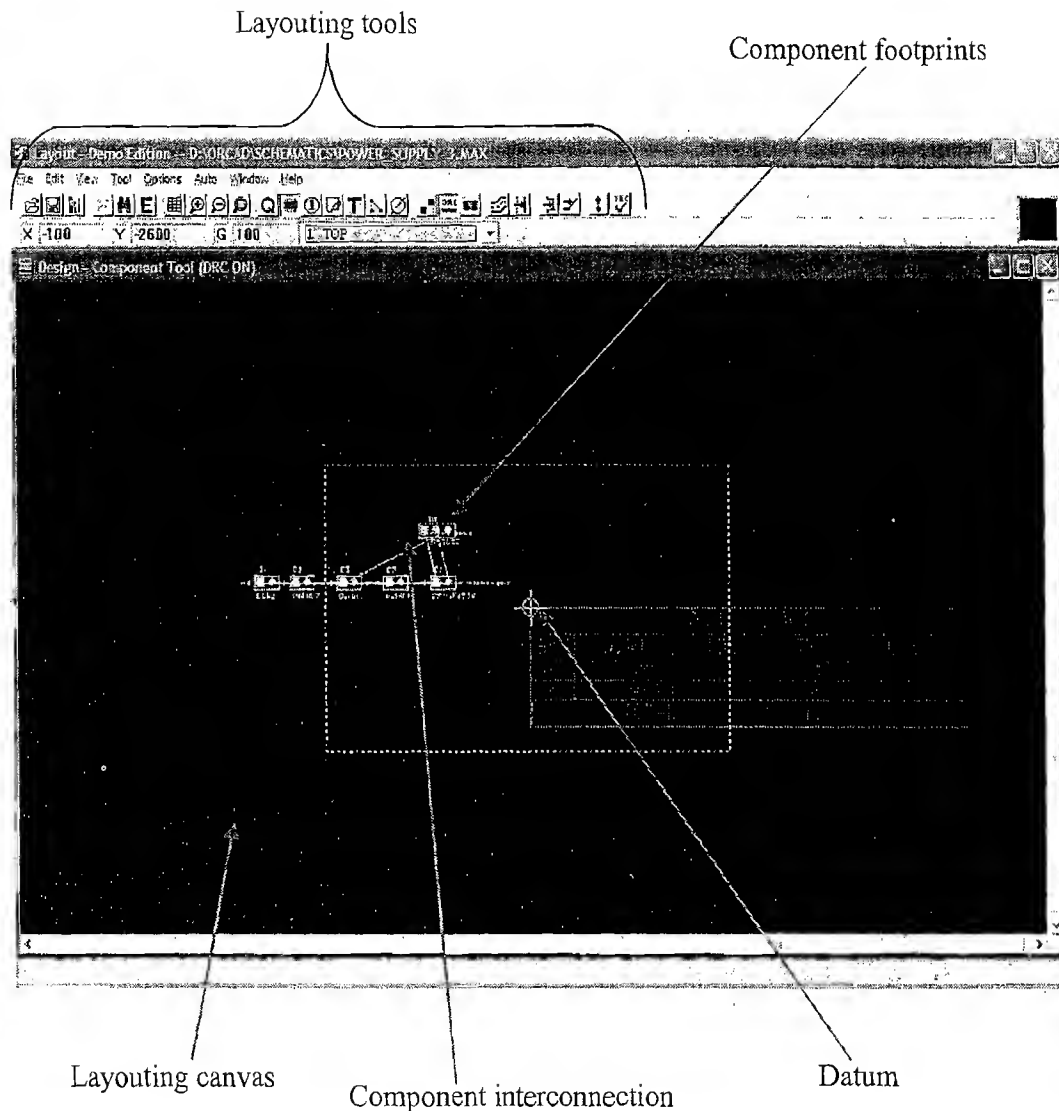 Layouting tools
Component footprints
Layout - Demo Edition -- D:\ORCAD\SCHEMATICS\POWER_SUPPLY_3.MAX
File Edit View Tool Options Auto Window Help
X -100 Y -2600 G 100 1 TOP
Design - Component Tool (DRC ON)
Layouting canvas
Component interconnection
Datum